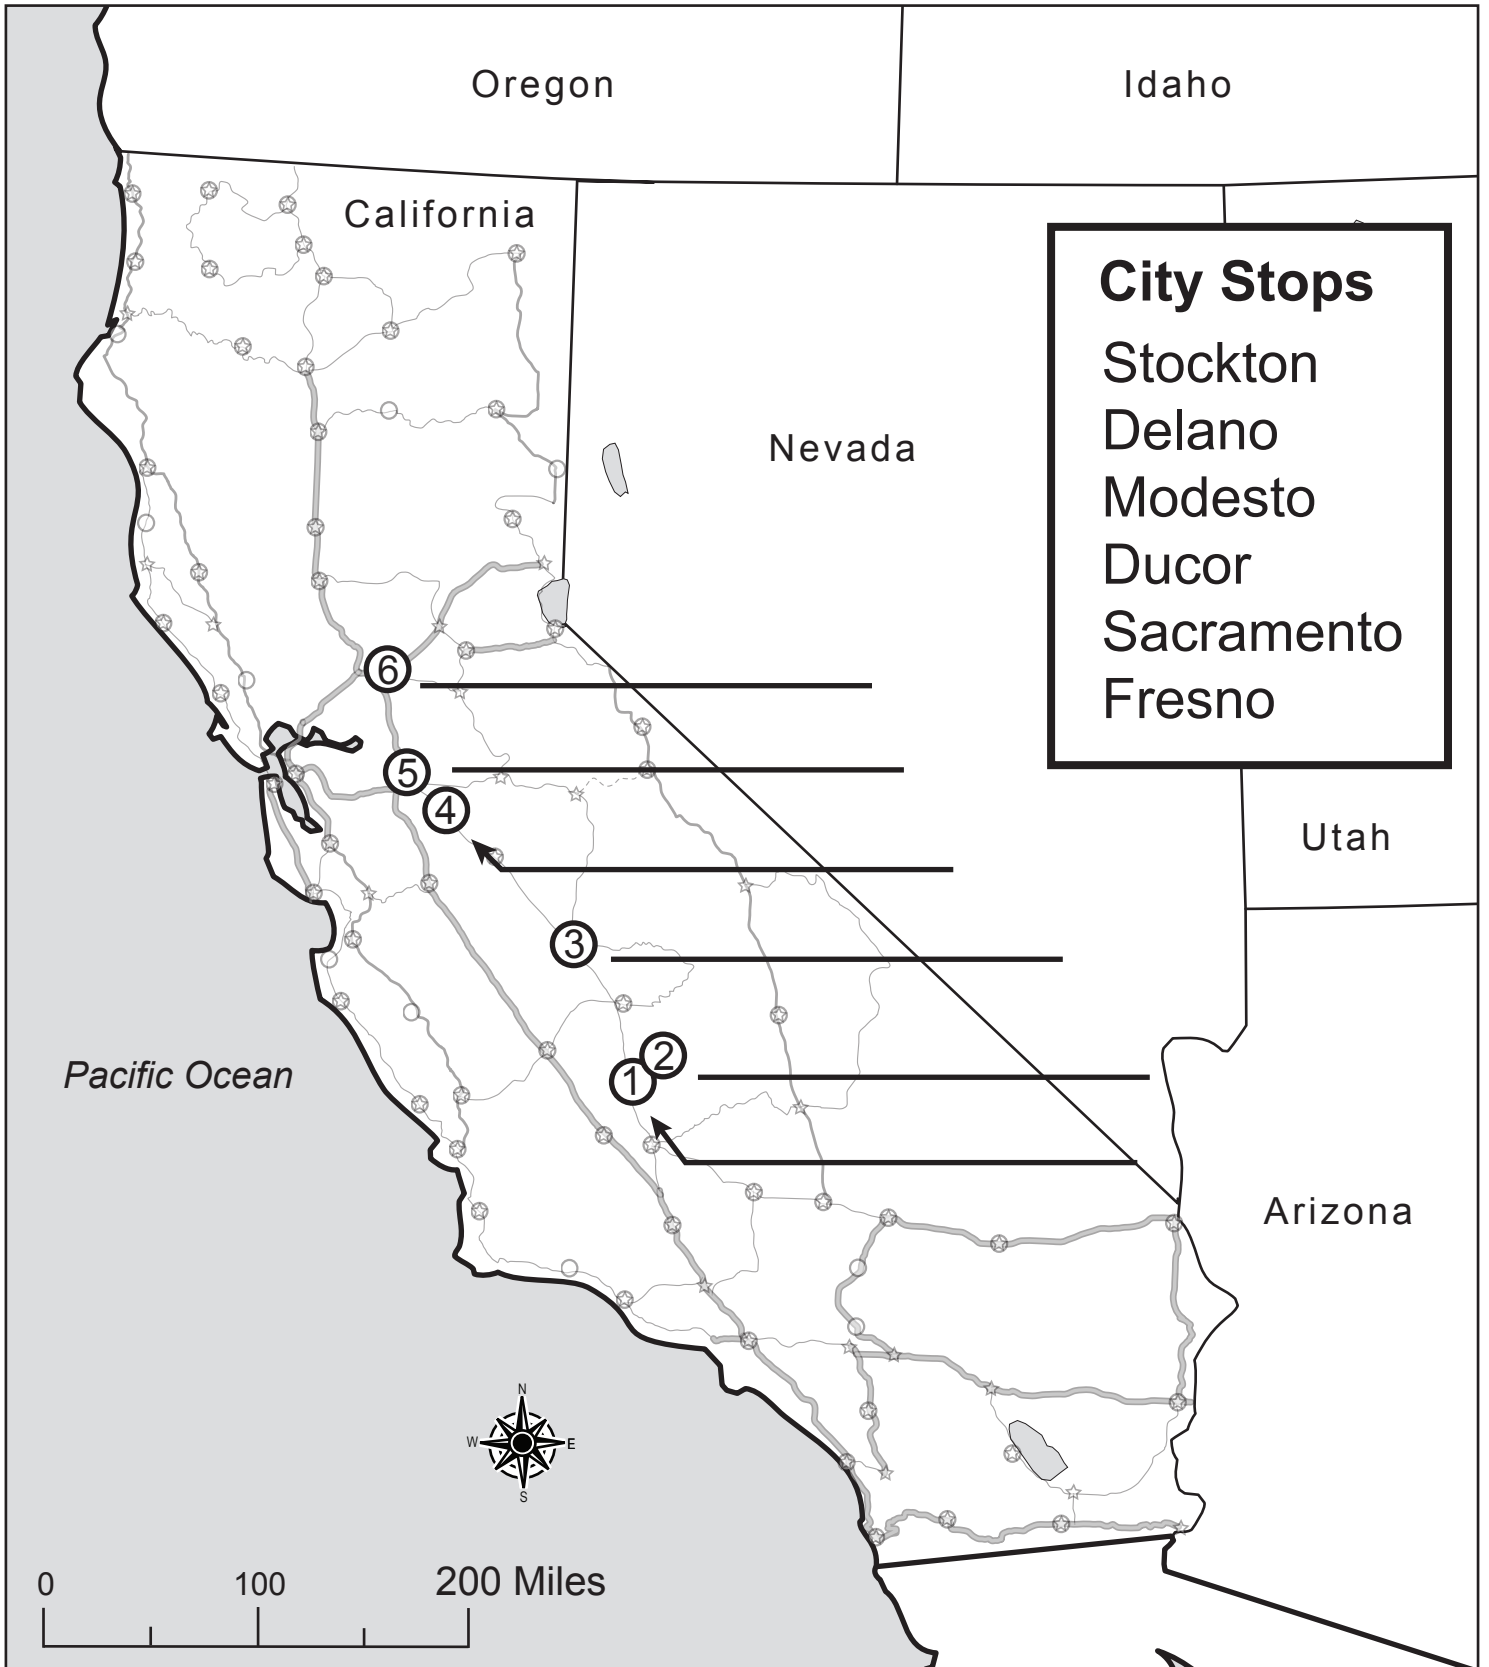 Oregon
Idaho
California
City Stops
Stockton
Delano
Modesto
Ducor
Sacramento
Fresno
Nevada
6
5
4
Utah
3
2
1
Pacific Ocean
Arizona
N
W
E
S
0
100
200 Miles